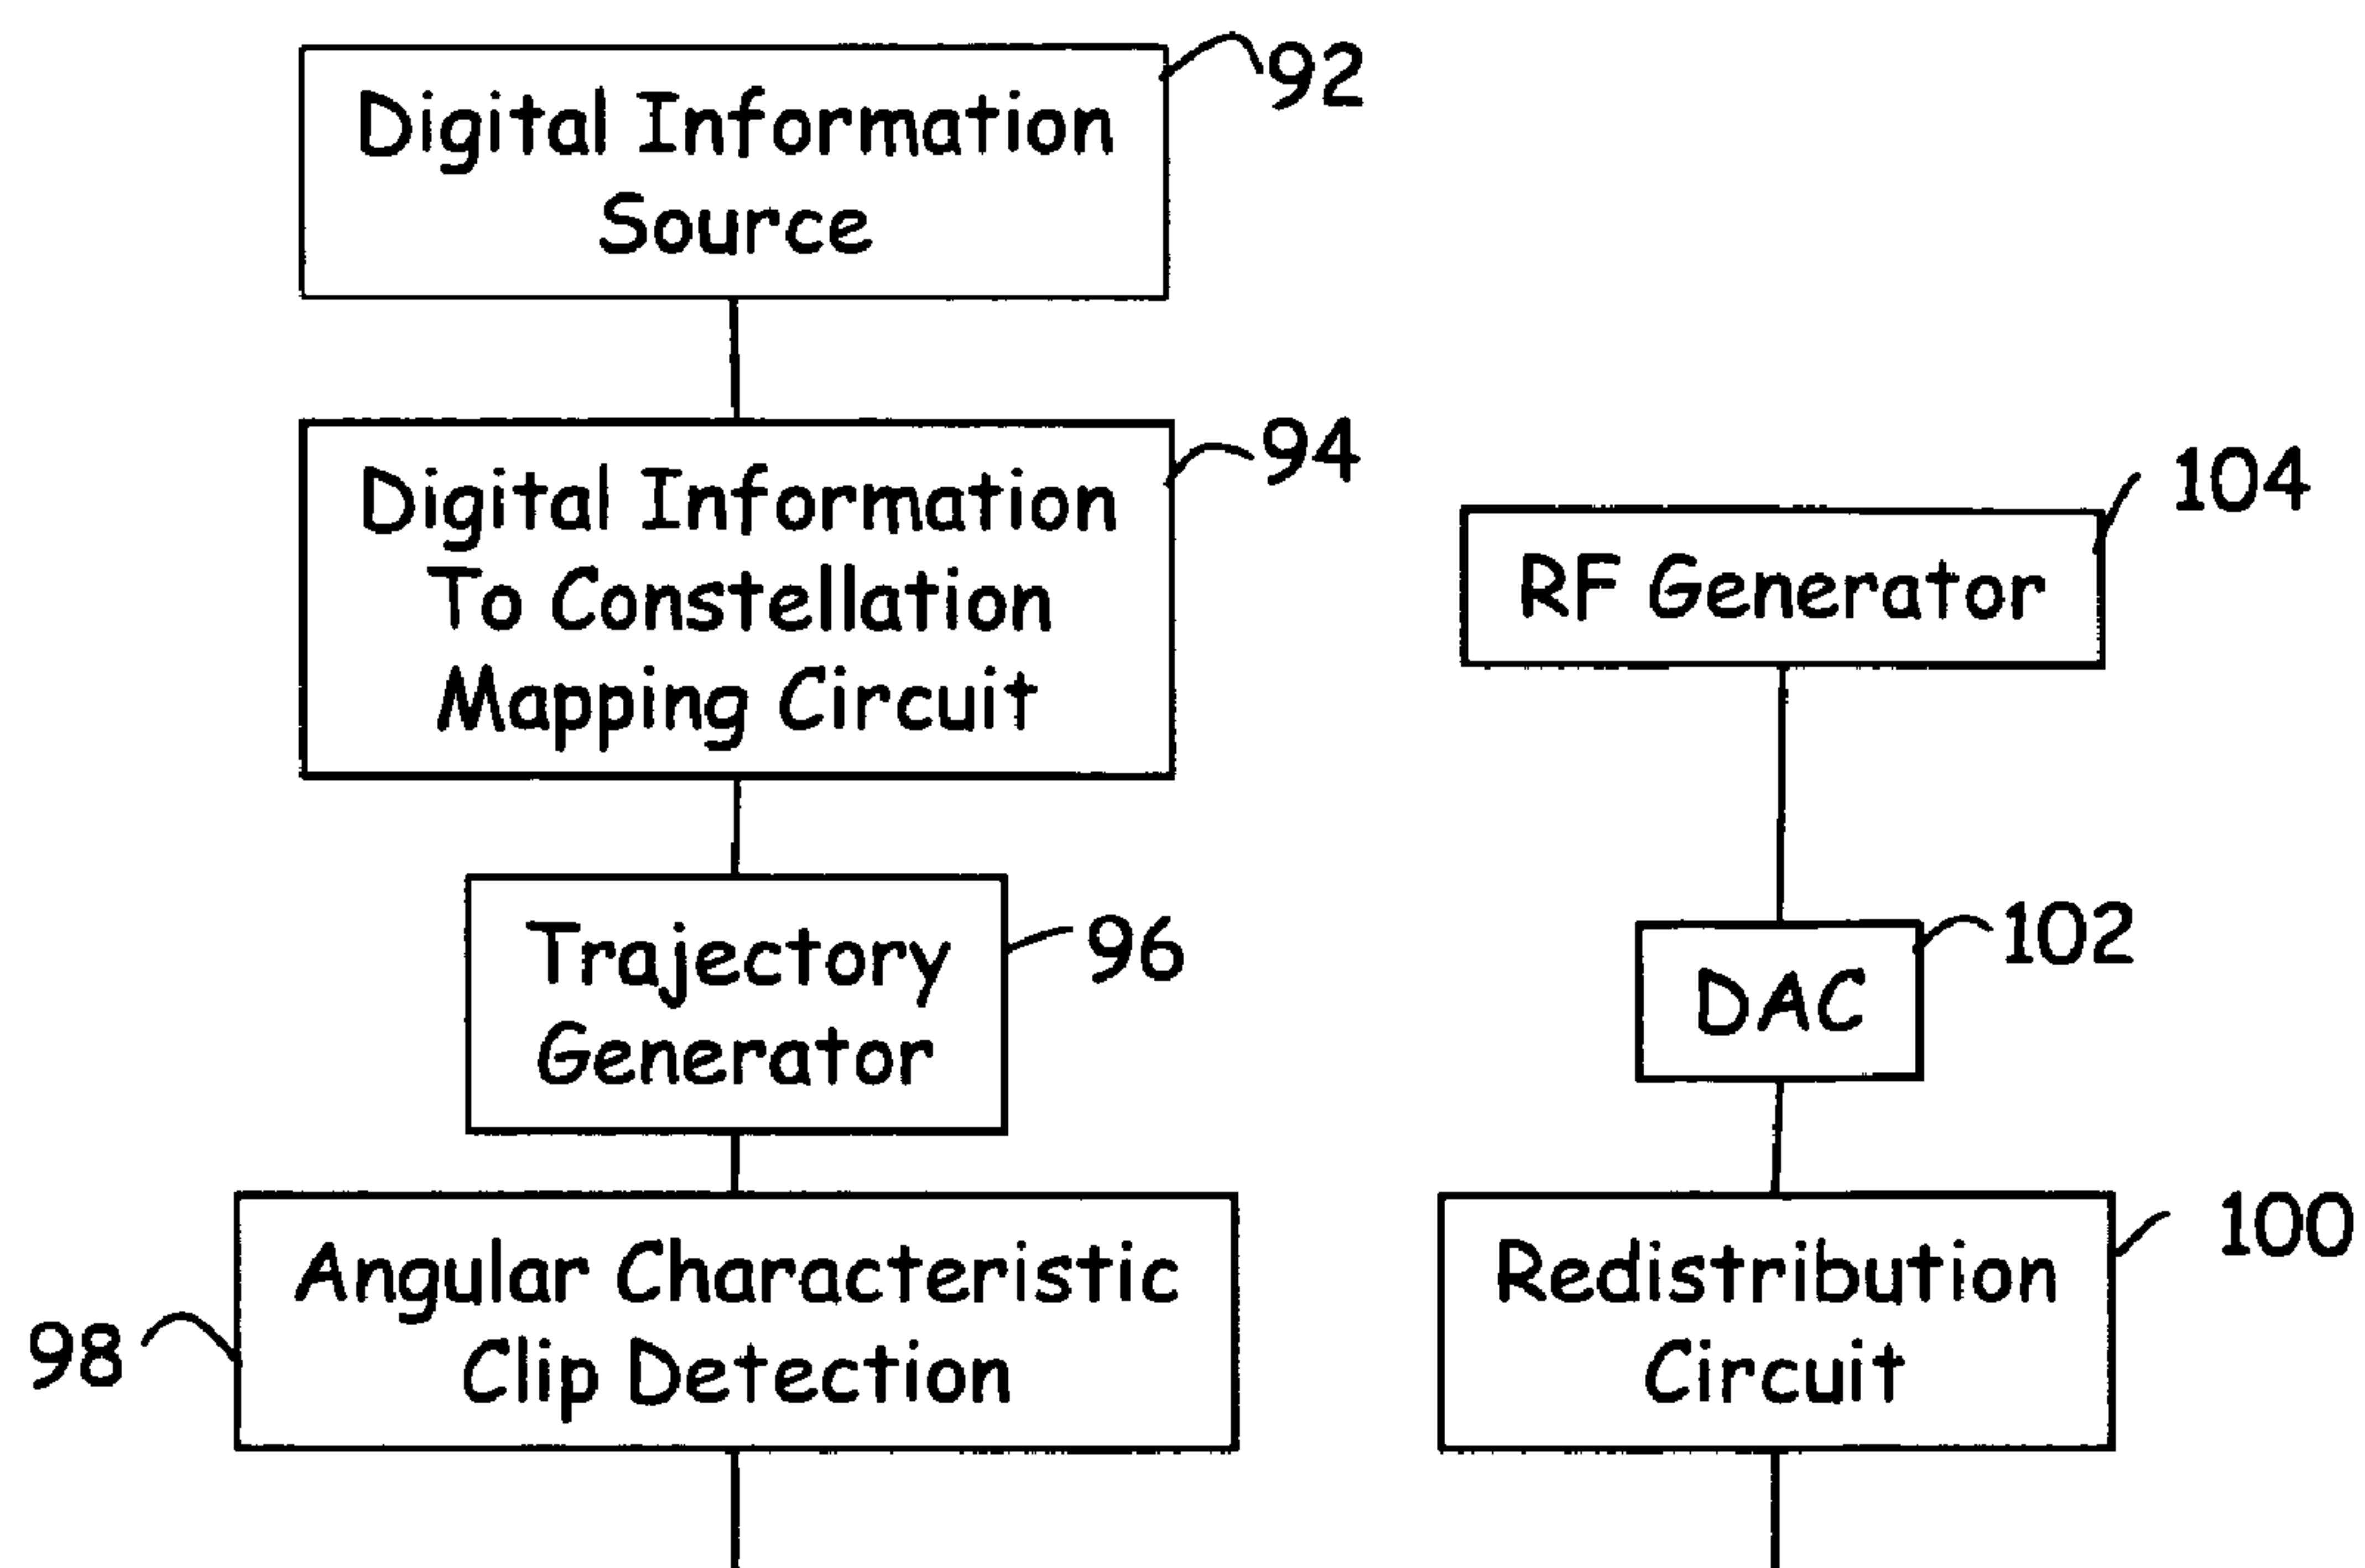 92
Digital Information
Source
94
Digital Information
To Constellation
Mapping Circuit
96
Trajectory
Generator
98
Angular Characteristic
Clip Detection
104
RF Generator
102
DAC
100
Redistribution
Circuit